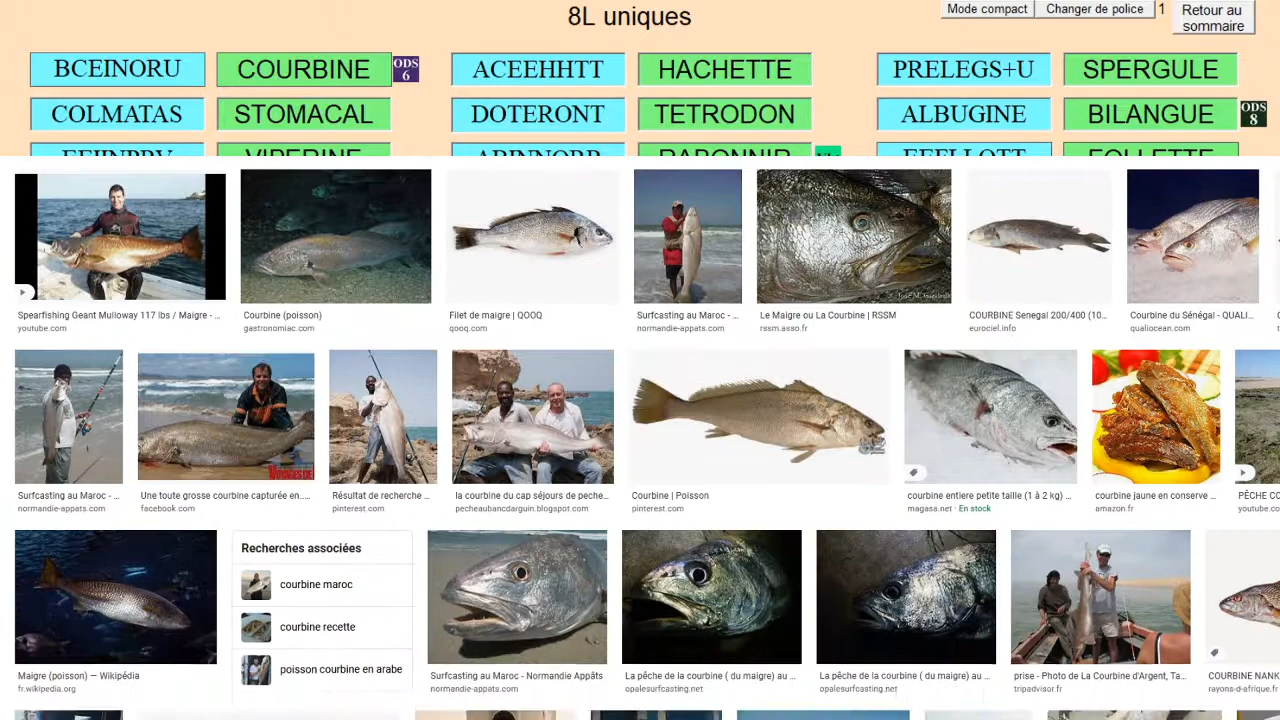 8L uniques
Mode compact
Changer de police
1
Retour au
sommaire
BCEINORU
COURBINE
ODS
6
ACEEHHTT
HACHETTE
PRELEGS+U
SPERGULE
COLMATAS
STOMACAL
DOTERONT
TETRODON
ALBUGINE
BILANGUE
ODS
8
VIPERINE
RABONNIR
FOLLETTE
Spearfishing Geant Mulloway 117 lbs / Maigre - ...
youtube.com
Courbine (poisson)
gastronomiac.com
Filet de maigre | QOOQ
qooq.com
Surfcasting au Maroc - ...
normandie-appats.com
Le Maigre ou La Courbine | RSSM
rssm.asso.fr
COURBINE Senegal 200/400 (10...
eurociel.info
Courbine du Sénégal - QUALI...
qualiocean.com
Surfcasting au Maroc - ...
normandie-appats.com
Une toute grosse courbine capturée en....
facebook.com
Résultat de recherche ...
pinterest.com
la courbine du cap séjours de peche...
pecheaubancdarguin.blogspot.com
Courbine | Poisson
pinterest.com
courbine entiere petite taille (1 à 2 kg) ...
magasa.net · En stock
courbine jaune en conserve ...
amazon.fr
PÊCHE CO
youtube.co
Maigre (poisson) — Wikipédia
fr.wikipedia.org
Recherches associées
courbine maroc
courbine recette
poisson courbine en arabe
Surfcasting au Maroc - Normandie Appâts
normandie-appats.com
La pêche de la courbine ( du maigre) au ...
opalesurfcasting.net
La pêche de la courbine ( du maigre) au ...
opalesurfcasting.net
prise - Photo de La Courbine d'Argent, Ta...
tripadvisor.fr
COURBINE NANK
rayons-d-afrique.fr